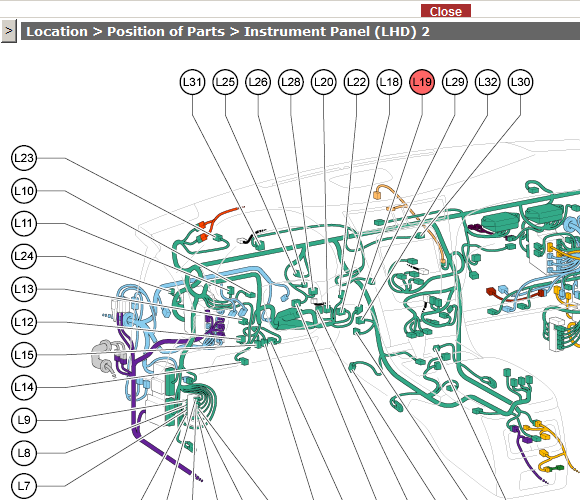 Close
> Location > Position of Parts > Instrument Panel (LHD) 2
L31 L25 L26 L28 L20 L22 L18 L19 L29 L32 L30
L23
L10
L11
L24
L13
L12
L15
L14
L9
L8
L7